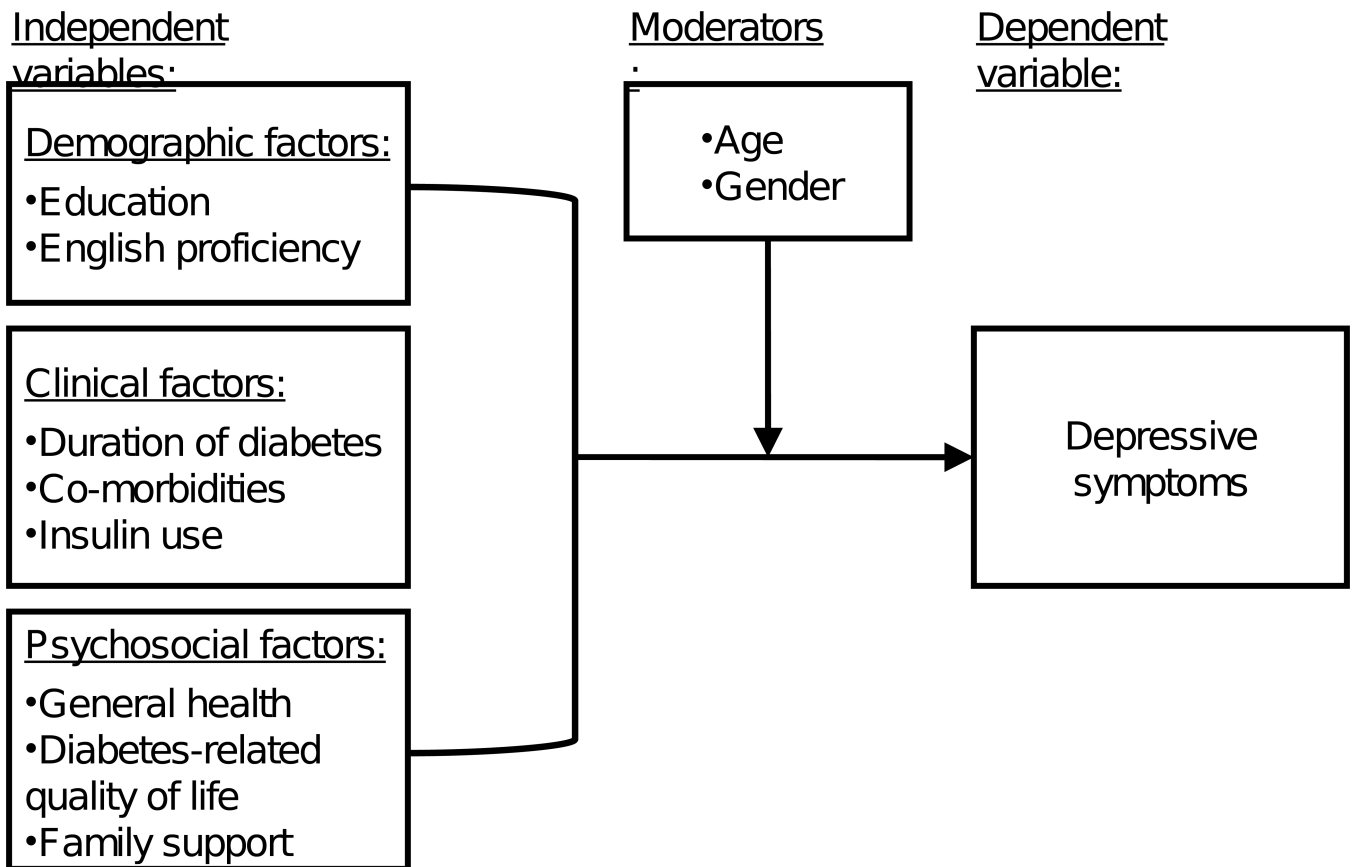 Independent
variables:
Demographic factors:
•Education
•English proficiency
Clinical factors:
•Duration of diabetes
•Co-morbidities
•Insulin use
Psychosocial factors:
•General health
•Diabetes-related
quality of life
•Family support
Moderators
:
•Age
•Gender
Dependent
variable:
Depressive
symptoms